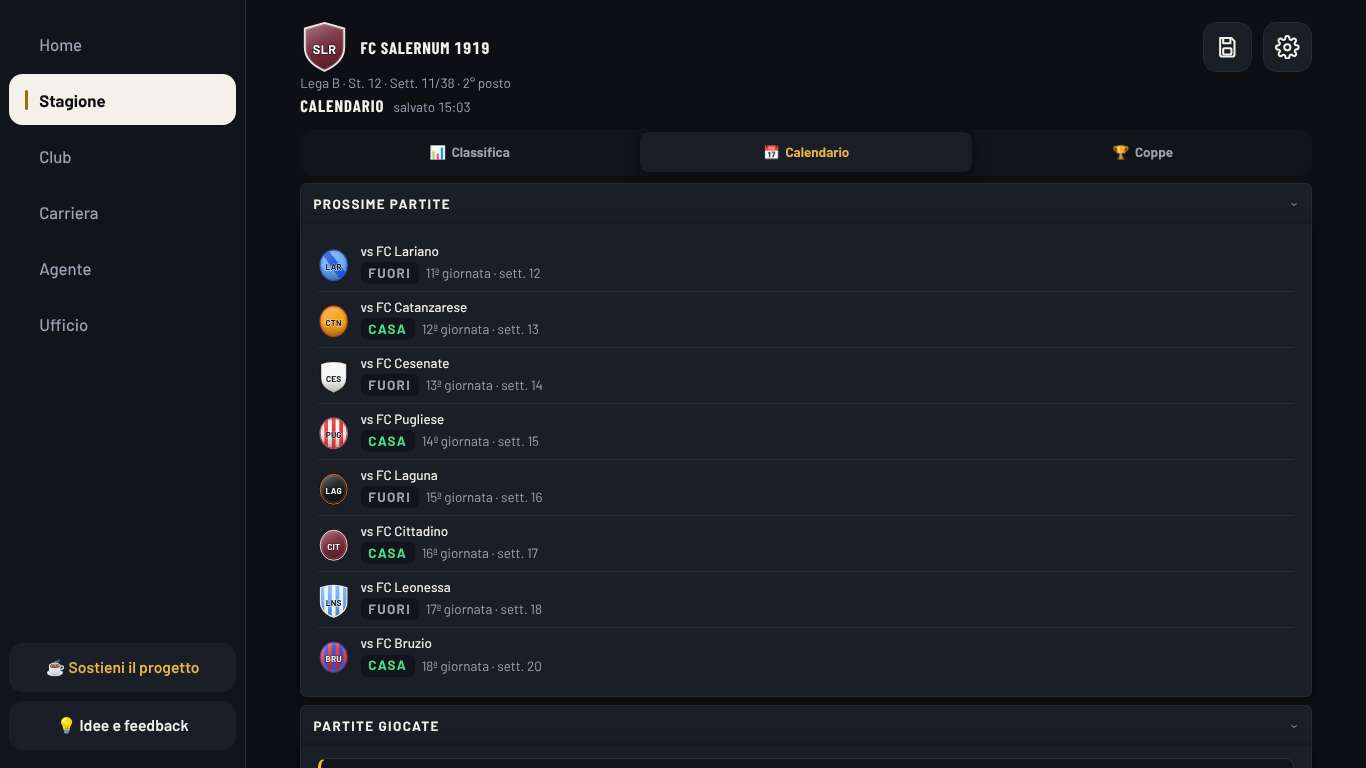 Home
Stagione
Club
Carriera
Agente
Ufficio
☕ Sostieni il progetto
💡 Idee e feedback
SLR
FC SALERNUM 1919
Lega B · St. 12 · Sett. 11/38 · 2° posto
CALENDARIO salvato 15:03
📊 Classifica
📅 Calendario
🏆 Coppe
PROSSIME PARTITE
LAR
vs FC Lariano
FUORI 11ª giornata · sett. 12
CTN
vs FC Catanzarese
CASA 12ª giornata · sett. 13
CES
vs FC Cesenate
FUORI 13ª giornata · sett. 14
PUG
vs FC Pugliese
CASA 14ª giornata · sett. 15
LAG
vs FC Laguna
FUORI 15ª giornata · sett. 16
CIT
vs FC Cittadino
CASA 16ª giornata · sett. 17
LNS
vs FC Leonessa
FUORI 17ª giornata · sett. 18
BRU
vs FC Bruzio
CASA 18ª giornata · sett. 20
PARTITE GIOCATE